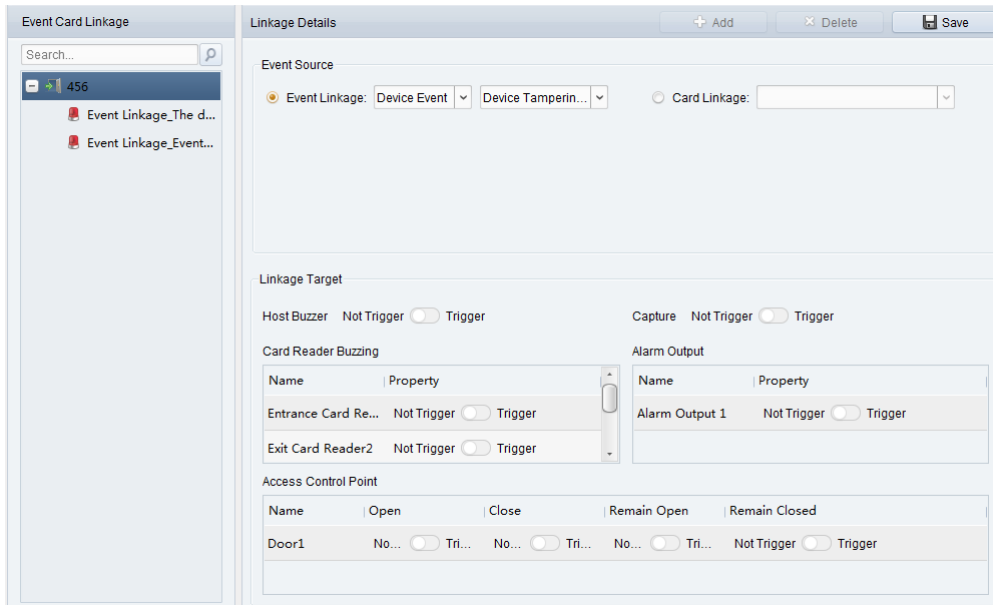 Event Card Linkage
Search...
456
Event Linkage_The d...
Event Linkage_Event...
Linkage Details
Add
Delete
Save
Event Source
Event Linkage: Device Event Device Tamperin... Card Linkage:
Linkage Target
Host Buzzer Not Trigger Trigger Capture Not Trigger Trigger
Card Reader Buzzing
Name Property
Entrance Card Re... Not Trigger Trigger
Exit Card Reader2 Not Trigger Trigger
Alarm Output
Name Property
Alarm Output 1 Not Trigger Trigger
Access Control Point
Name Open Close Remain Open Remain Closed
Door1 No... Tri... No... Tri... No... Tri... Not Trigger Trigger